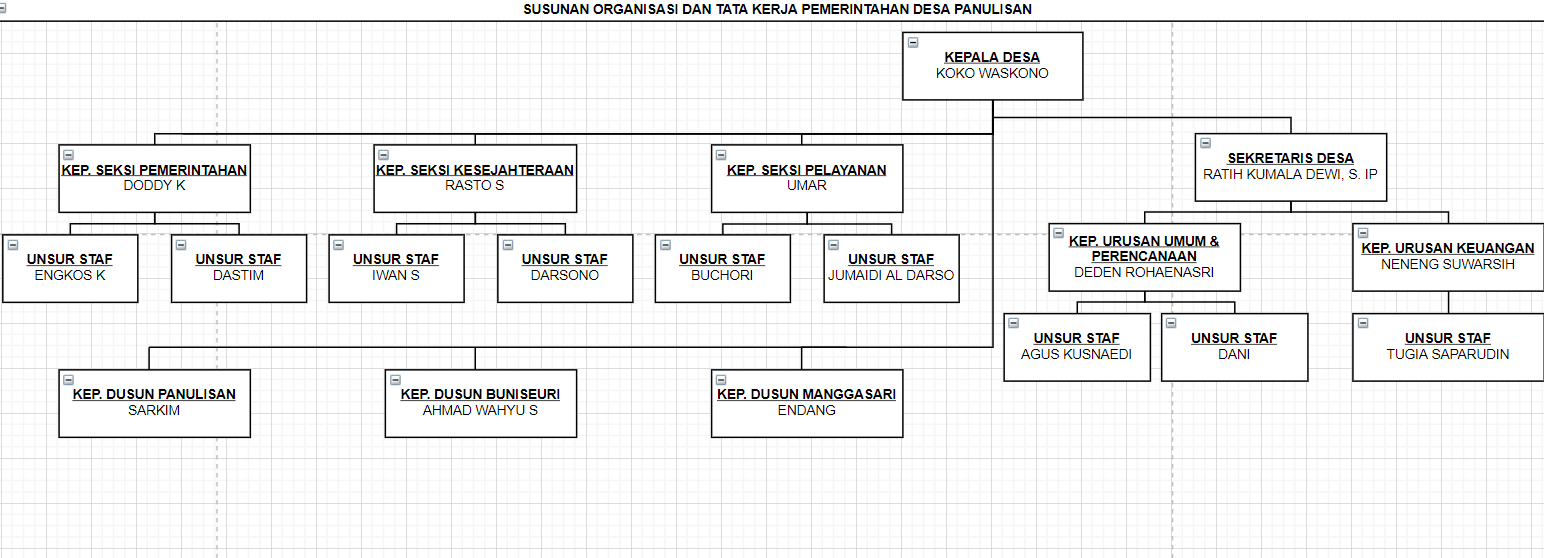 SUSUNAN ORGANISASI DAN TATA KERJA PEMERINTAHAN DESA PANULISAN
KEPALA DESA
KOKO WASKONO
KEP. SEKSI PEMERINTAHAN
DODDY K
KEP. SEKSI KESEJAHTERAAN
RASTO S
KEP. SEKSI PELAYANAN
UMAR
SEKRETARIS DESA
RATIH KUMALA DEWI, S. IP
UNSUR STAF
ENGKOS K
UNSUR STAF
DASTIM
UNSUR STAF
IWAN S
UNSUR STAF
DARSONO
UNSUR STAF
BUCHORI
UNSUR STAF
JUMAIDI AL DARSO
KEP. URUSAN UMUM &
PERENCANAAN
DEDEN ROHAENASRI
KEP. URUSAN KEUANGAN
NENENG SUWARSIH
UNSUR STAF
AGUS KUSNAEDI
UNSUR STAF
DANI
UNSUR STAF
TUGIA SAPARUDIN
KEP. DUSUN PANULISAN
SARKIM
KEP. DUSUN BUNISEURI
AHMAD WAHYU S
KEP. DUSUN MANGGASARI
ENDANG